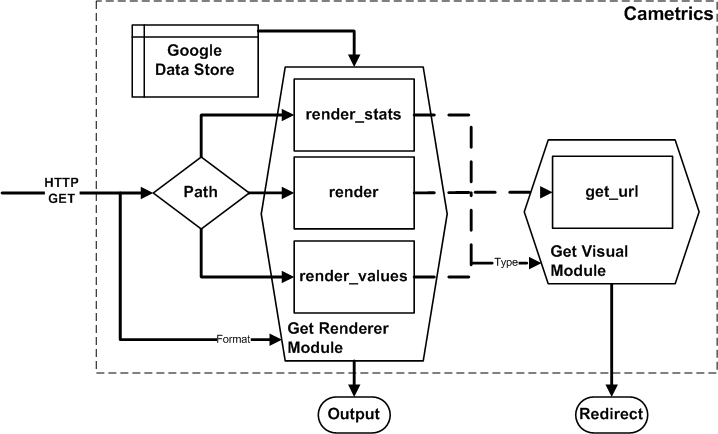 Cametrics
Google
Data Store
render_stats
HTTP
GET
Path
render
get_url
render_values
Get Visual
Module
Type
Get Renderer
Module
Format
Output
Redirect